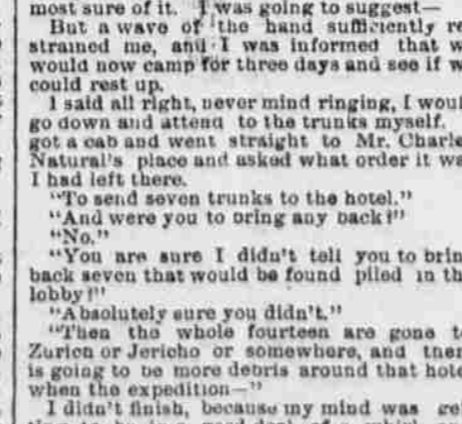 most sure of it. I was going to suggest—
But a wave of the hand sufficiently re
strained me, and I was informed that w
would now camp for three days and see if w
could rest up.
I said all right, never mind ringing, I woul
go down and attend to the trunks myself.
got a cab and went straight to Mr. Charle
Natural's place and asked what order it wa
I had left there.
"To send seven trunks to the hotel."
"And were you to bring any back?"
"No."
"You are sure I didn't tell you to brin
back seven that would be found piled in th
lobby?"
"Absolutely sure you didn't."
"Then the whole fourteen are gone t
Zurich or Jericho or somewhere, and ther
is going to be more debris around that hote
when the expedition—"
I didn't finish, because my mind was get